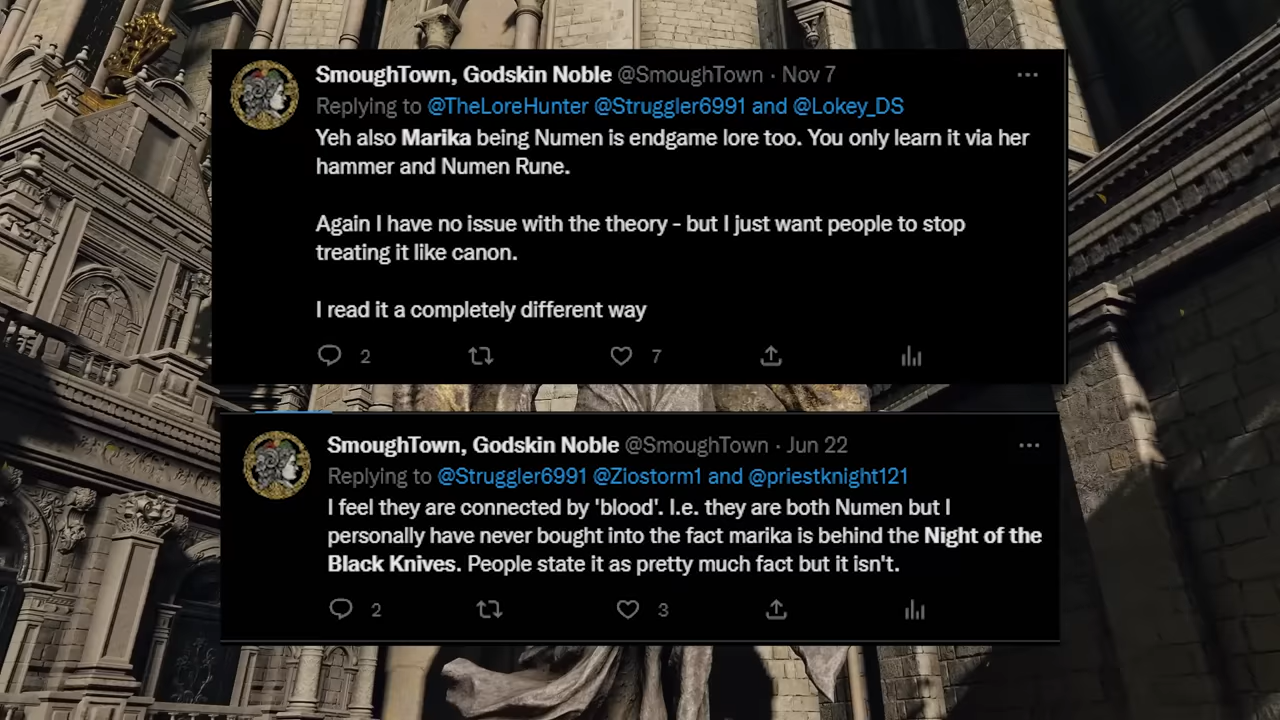 SmoughTown, Godskin Noble @SmoughTown · Nov 7
Replying to @TheLoreHunter @Struggler6991 and @Lokey_DS
Yeh also Marika being Numen is endgame lore too. You only learn it via her
hammer and Numen Rune.
Again I have no issue with the theory - but I just want people to stop
treating it like canon.
I read it a completely different way
2 7
SmoughTown, Godskin Noble @SmoughTown · Jun 22
Replying to @Struggler6991 @Ziostorm1 and @priestknight121
I feel they are connected by 'blood'. I.e. they are both Numen but I
personally have never bought into the fact marika is behind the Night of the
Black Knives. People state it as pretty much fact but it isn't.
2 3